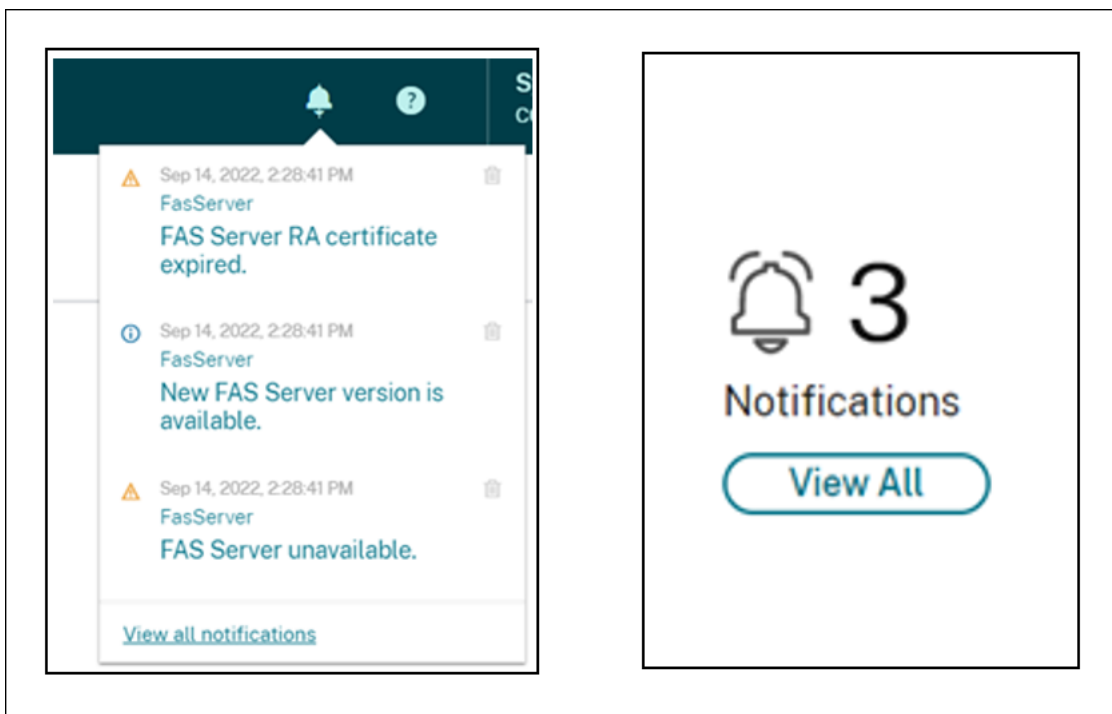 Sep 14, 2022, 2:28:41 PM
FasServer
FAS Server RA certificate
expired.
Sep 14, 2022, 2:28:41 PM
FasServer
New FAS Server version is
available.
Sep 14, 2022, 2:28:41 PM
FasServer
FAS Server unavailable.
View all notifications
3
Notifications
View All